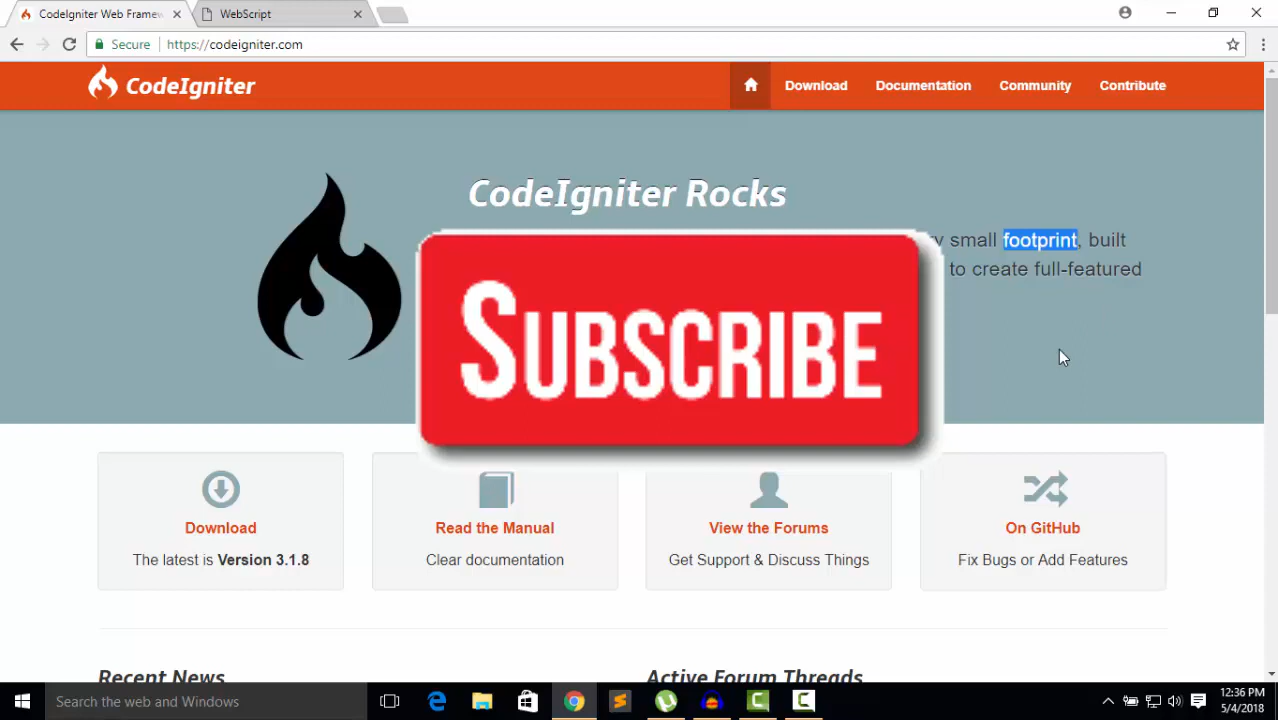 CodeIgniter Web Framew
WebScript
Secure
https://codeigniter.com
CodeIgniter
Download
Documentation
Community
Contribute
CodeIgniter Rocks
small footprint, built
to create full-featured
SUBSCRIBE
Download
The latest is Version 3.1.8
Read the Manual
Clear documentation
View the Forums
Get Support & Discuss Things
On GitHub
Fix Bugs or Add Features
Recent News
Active Forum Threads
Search the web and Windows
12:36 PM
5/4/2018